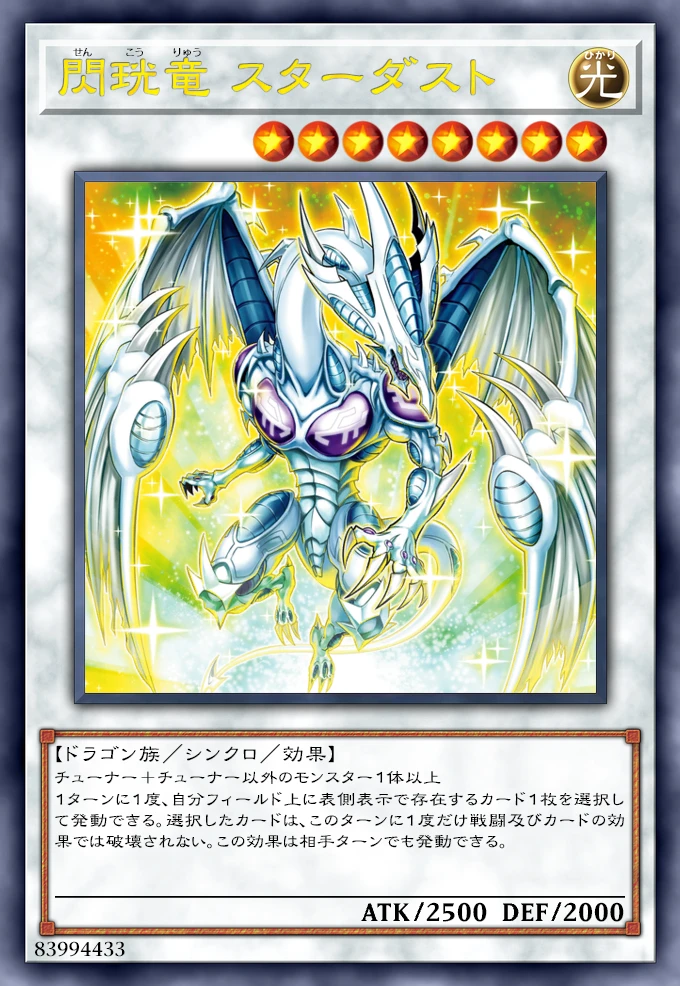 せん こう りゅう
閃珖竜 スターダスト
ひかり
光
【ドラゴン族／シンクロ／効果】
チューナー＋チューナー以外のモンスター１体以上
１ターンに１度、自分フィールド上に表側表示で存在するカード１枚を選択し
て発動できる。選択したカードは、このターンに１度だけ戦闘及びカードの効
果では破壊されない。この効果は相手ターンでも発動できる。
ATK/2500 DEF/2000
83994433